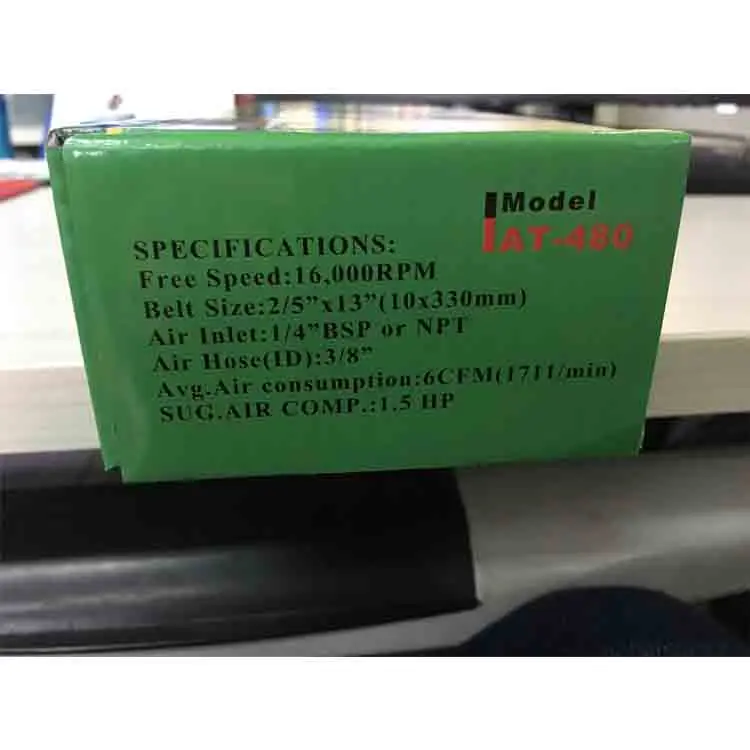 Model
AT-480
SPECIFICATIONS:
Free Speed:16,000RPM
Belt Size:2/5”x13”(10x330mm)
Air Inlet:1/4”BSP or NPT
Air Hose(ID):3/8”
Avg.Air consumption:6CFM(171l/min)
SUG.AIR COMP.:1.5 HP